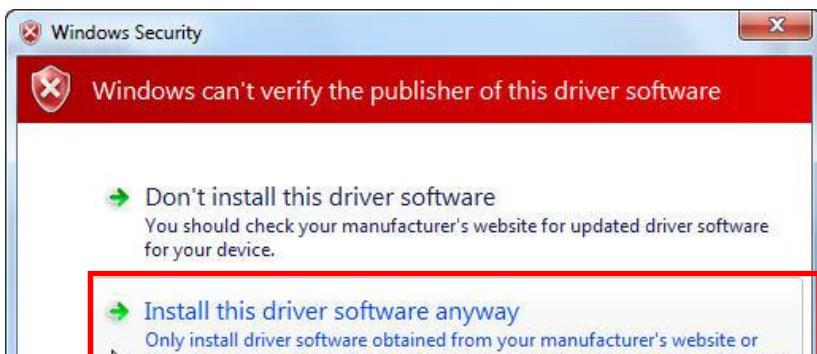 Windows Security
Windows can't verify the publisher of this driver software
Don't install this driver software
You should check your manufacturer's website for updated driver software
for your device.
Install this driver software anyway
Only install driver software obtained from your manufacturer's website or